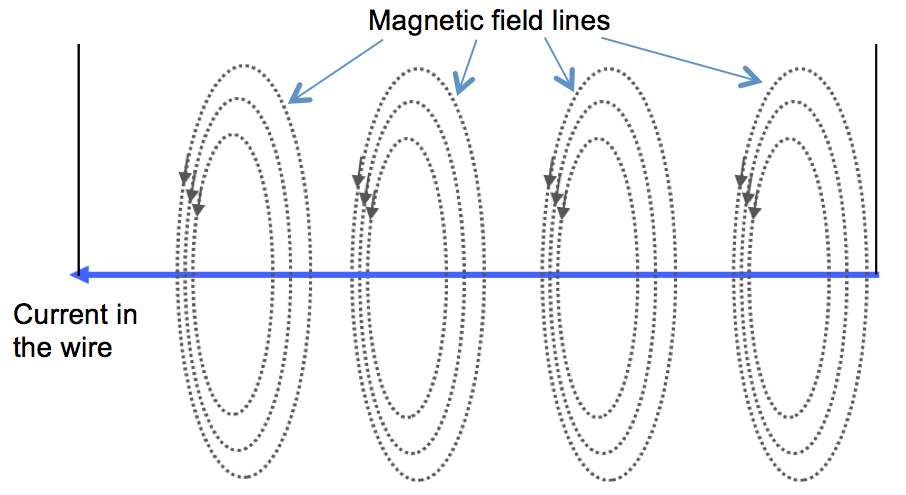 Magnetic field lines
Current in
the wire